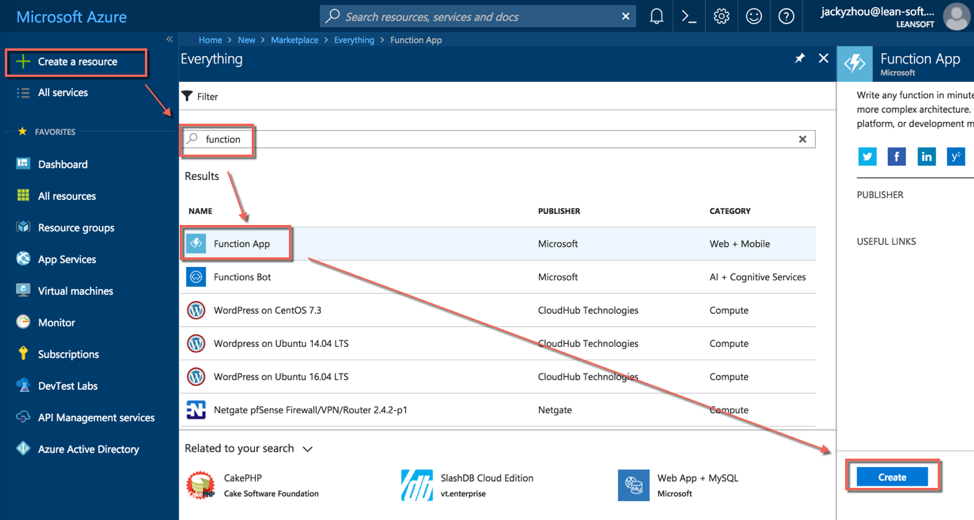 Microsoft Azure
Search resources, services and docs
jackyzhou@lean-soft....
LEANSOFT
Create a resource
All services
FAVORITES
Dashboard
All resources
Resource groups
App Services
Virtual machines
Monitor
Subscriptions
DevTest Labs
API Management services
Azure Active Directory
Home > New > Marketplace > Everything > Function App
Everything
Filter
function
Results
NAME PUBLISHER CATEGORY
Function App Microsoft Web + Mobile
Functions Bot Microsoft AI + Cognitive Services
WordPress on CentOS 7.3 CloudHub Technologies Compute
Wordpress on Ubuntu 14.04 LTS CloudHub Technologies Compute
WordPress on Ubuntu 16.04 LTS CloudHub Technologies Compute
Netgate pfSense Firewall/VPN/Router 2.4.2-p1 Netgate Compute
Related to your search
CakePHP
Cake Software Foundation
SlashDB Cloud Edition
vt.enterprise
Web App + MySQL
Microsoft
Function App
Microsoft
Write any function in minute
more complex architecture.
platform, or development m
PUBLISHER
USEFUL LINKS
Create